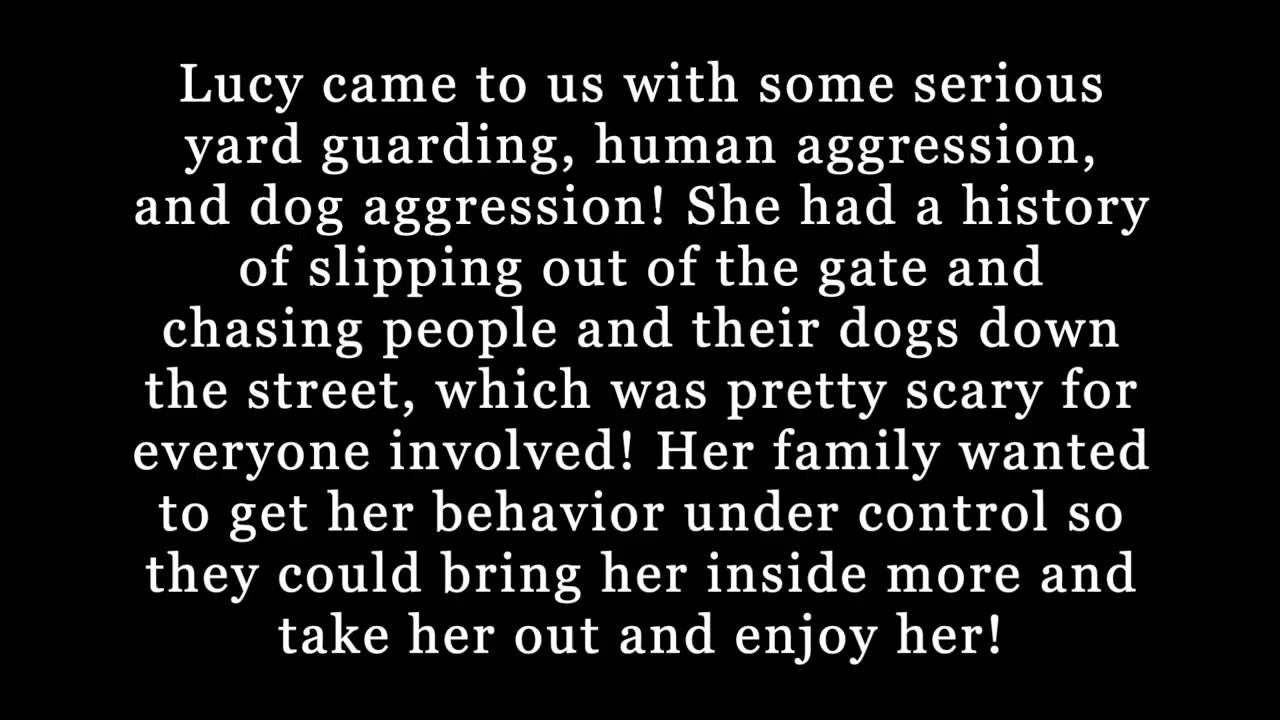 Lucy came to us with some serious
yard guarding, human aggression,
and dog aggression! She had a history
of slipping out of the gate and
chasing people and their dogs down
the street, which was pretty scary for
everyone involved! Her family wanted
to get her behavior under control so
they could bring her inside more and
take her out and enjoy her!